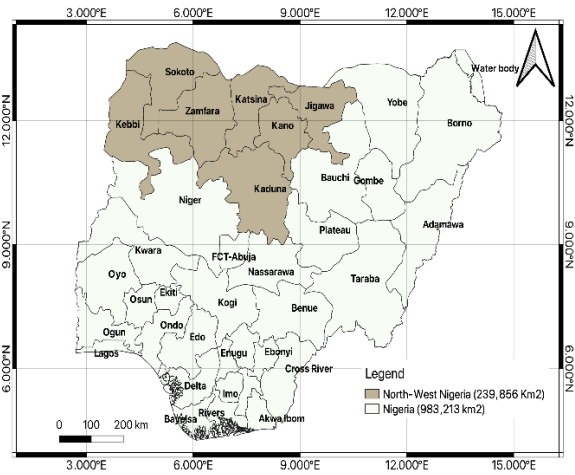 3.000°E 6.000°E 9.000°E 12.000°E 15.000°E
Water body
Sokoto
Katsina
Jigawa
Yobe
Zamfara
Kebbi
Kano
Borno
12.000°N 12.000°N
Bauchi
Gombe
Kaduna
Niger
Adamawa
Plateau
9.000°N 9.000°N
Kwara
FCT-Abuja
Nassarawa
Oyo
Taraba
Osun
Ekiti
Kogi
Benue
Ogun
Ondo
Edo
Lagos
Enugu
Ebonyi
Cross River
6.000°N 6.000°N
Legend
Delta
Imo
North-West Nigeria (239,856 Km2)
Nigeria (983,213 km2)
Bayelsa
Rivers
Akwa Ibom
0 100 200 km
3.000°E 6.000°E 9.000°E 12.000°E 15.000°E